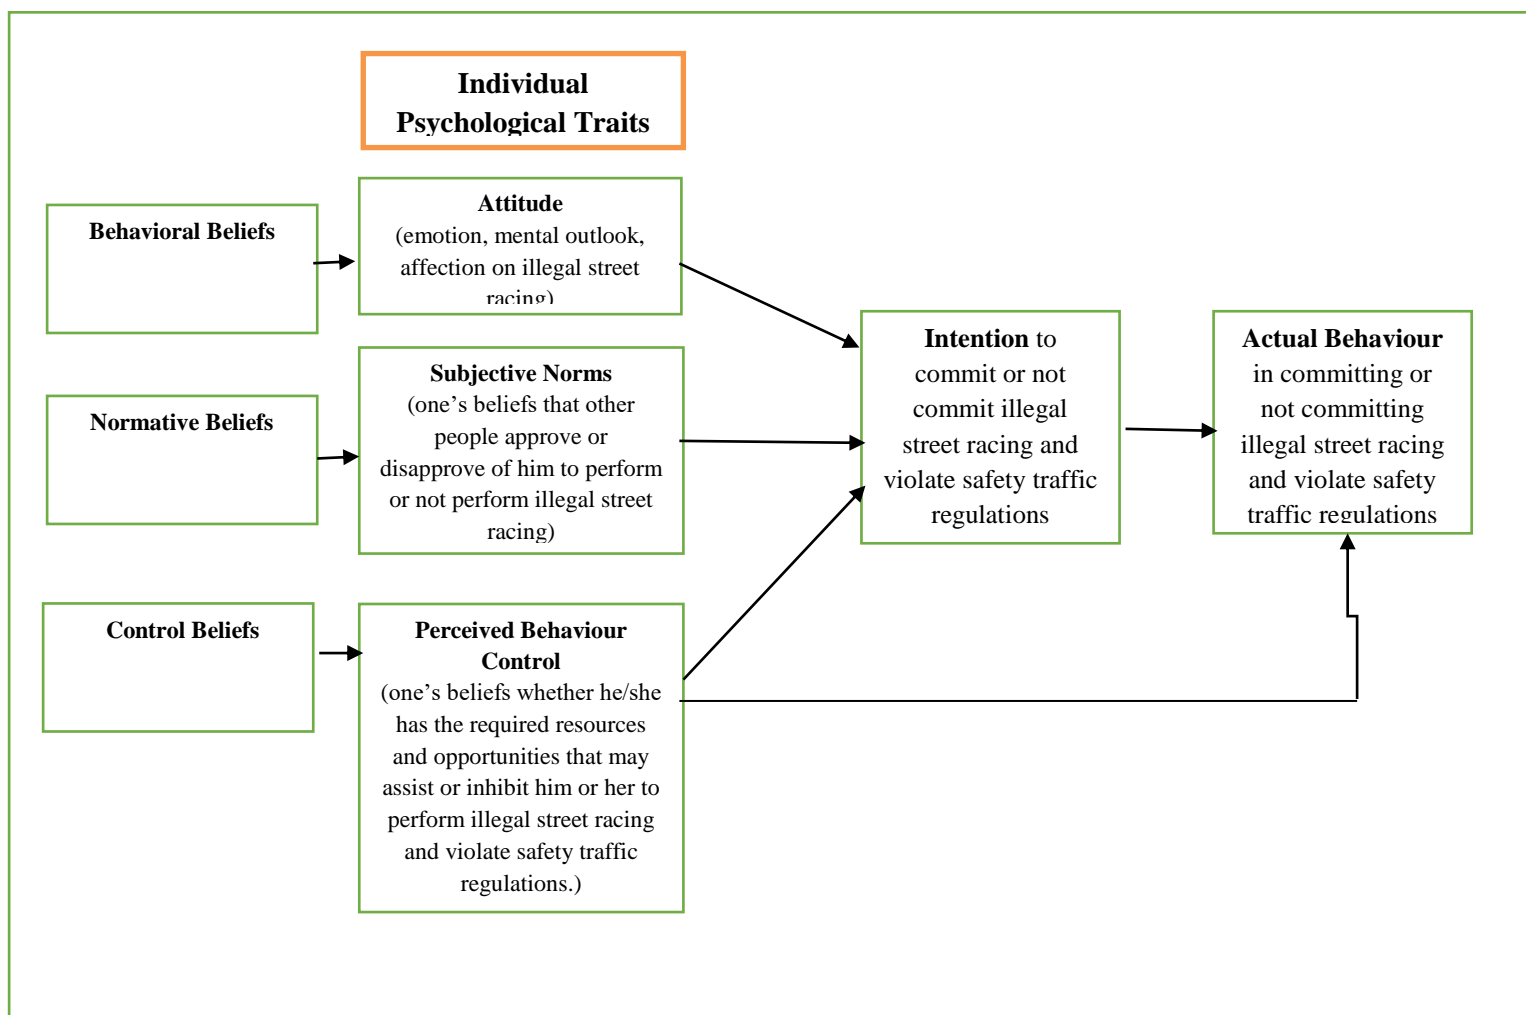 Individual
Psychological Traits
Behavioral Beliefs
Attitude
(emotion, mental outlook,
affection on illegal street
racing)
Normative Beliefs
Subjective Norms
(one’s beliefs that other
people approve or
disapprove of him to perform
or not perform illegal street
racing)
Control Beliefs
Perceived Behaviour
Control
(one’s beliefs whether he/she
has the required resources
and opportunities that may
assist or inhibit him or her to
perform illegal street racing
and violate safety traffic
regulations.)
Intention to
commit or not
commit illegal
street racing and
violate safety traffic
regulations
Actual Behaviour
in committing or
not committing
illegal street racing
and violate safety
traffic regulations